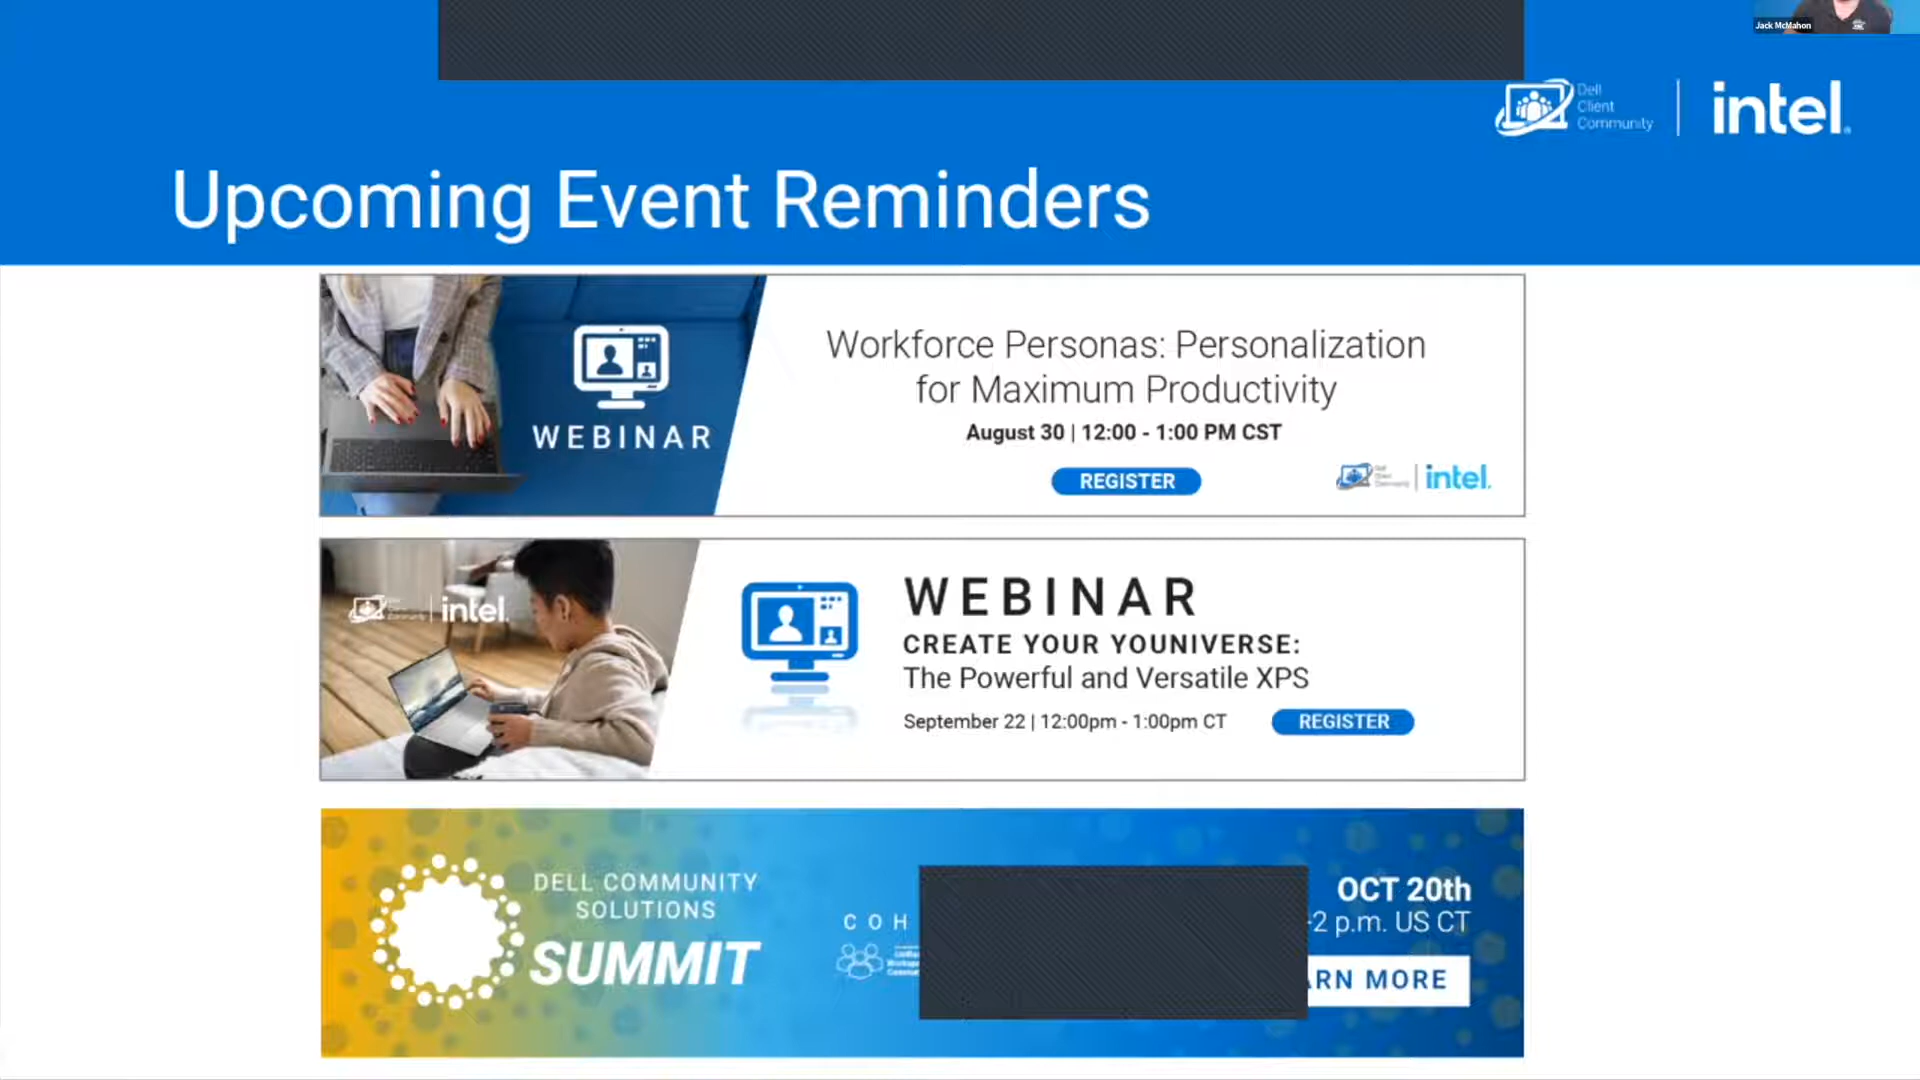 Jack McMahon
Dell
Client
Community
intel.
Upcoming Event Reminders
WEBINAR
Workforce Personas: Personalization
for Maximum Productivity
August 30 | 12:00 - 1:00 PM CST
REGISTER
intel.
intel.
WEBINAR
CREATE YOUR YOUNIVERSE:
The Powerful and Versatile XPS
September 22 | 12:00pm - 1:00pm CT
REGISTER
DELL COMMUNITY
SOLUTIONS
SUMMIT
COH
OCT 20th
-2 p.m. US CT
ARN MORE